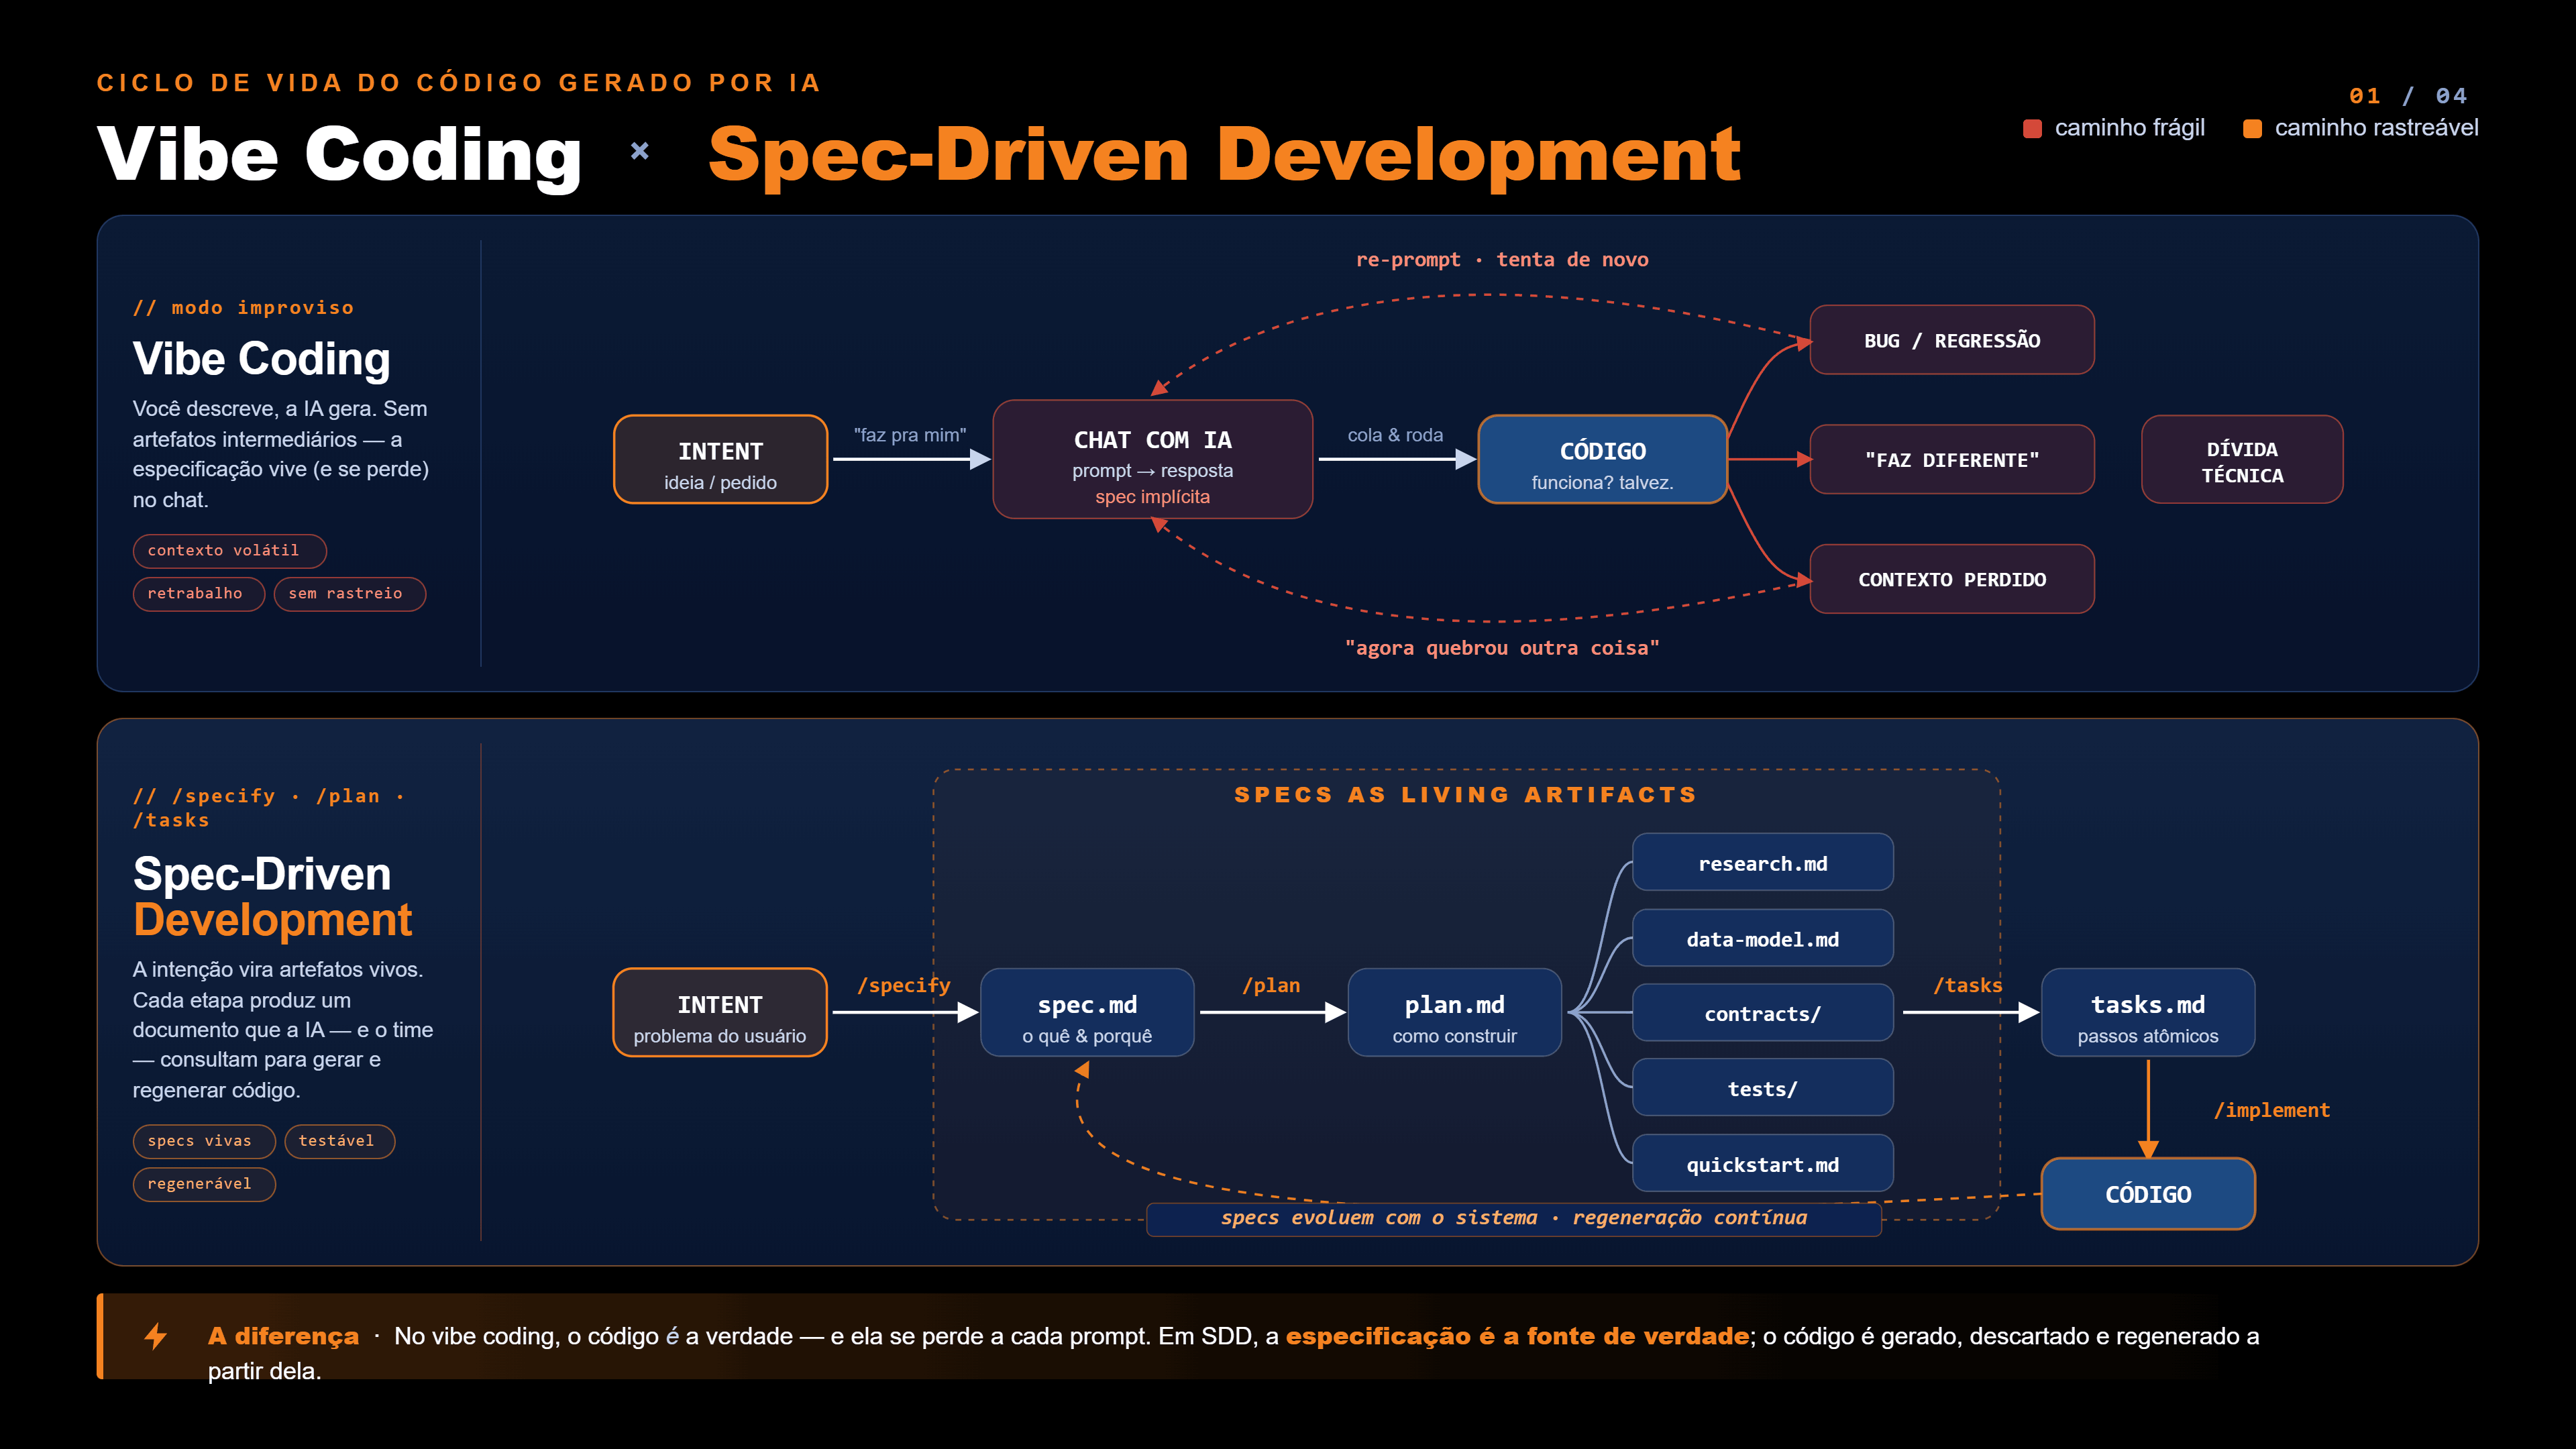 CICLO DE VIDA DO CÓDIGO GERADO POR IA
Vibe Coding × Spec-Driven Development
01 / 04
caminho frágil
caminho rastreável
// modo improviso
Vibe Coding
Você descreve, a IA gera. Sem
artefatos intermediários — a
especificação vive (e se perde)
no chat.
contexto volátil
retrabalho
sem rastreio
re-prompt · tenta de novo
INTENT
ideia / pedido
"faz pra mim"
CHAT COM IA
prompt → resposta
spec implícita
cola & roda
CÓDIGO
funciona? talvez.
BUG / REGRESSÃO
"FAZ DIFERENTE"
CONTEXTO PERDIDO
DÍVIDA
TÉCNICA
"agora quebrou outra coisa"
// /specify · /plan ·
/tasks
Spec-Driven
Development
A intenção vira artefatos vivos.
Cada etapa produz um
documento que a IA — e o time
— consultam para gerar e
regenerar código.
specs vivas
testável
regenerável
SPECS AS LIVING ARTIFACTS
INTENT
problema do usuário
/specify
spec.md
o quê & porquê
/plan
plan.md
como construir
research.md
data-model.md
contracts/
tests/
quickstart.md
/tasks
tasks.md
passos atômicos
/implement
CÓDIGO
specs evoluem com o sistema · regeneração contínua
A diferença · No vibe coding, o código é a verdade — e ela se perde a cada prompt. Em SDD, a especificação é a fonte de verdade; o código é gerado, descartado e regenerado a
partir dela.